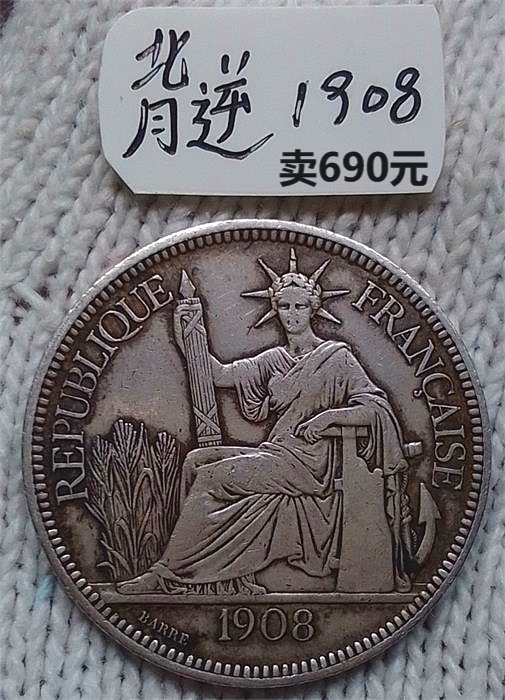 背逆 1908
卖690元
REPUBLIQUE FRANÇAISE
BARRE
1908